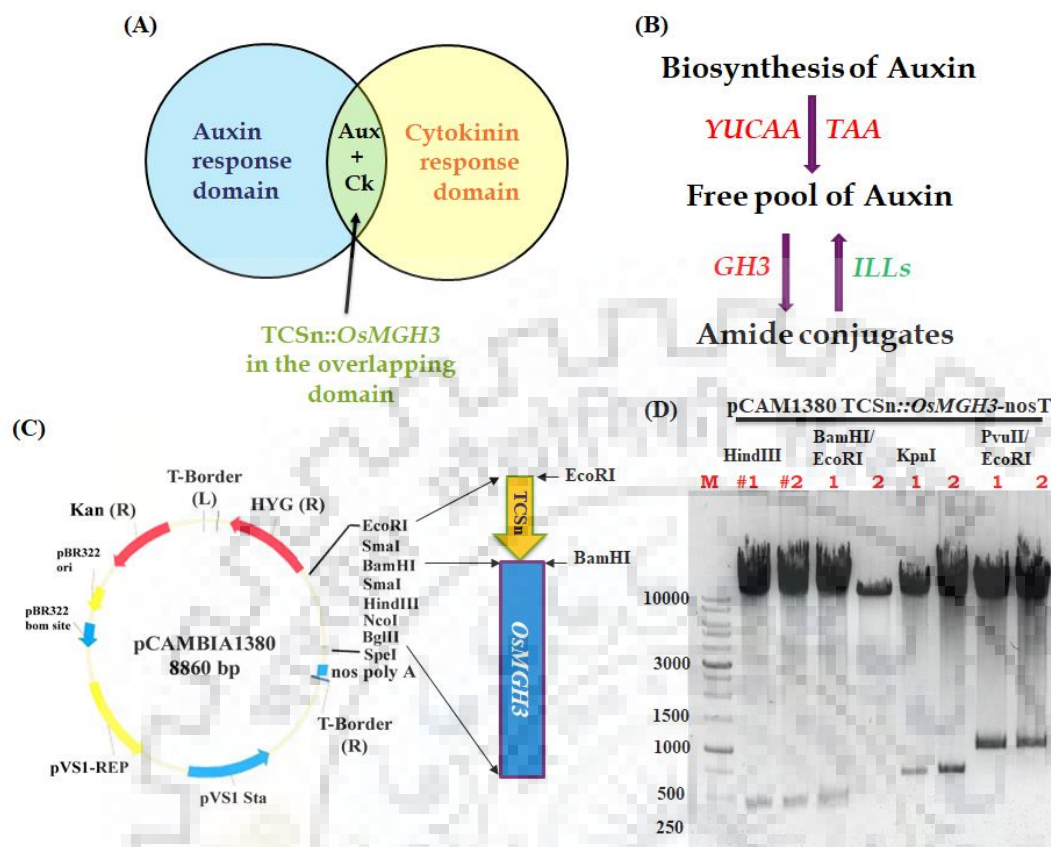 (A)
Auxin
response
domain
Aux
+
Ck
Cytokinin
response
domain
TCSn::OsMGH3
in the overlapping
domain
(B)
Biosynthesis of Auxin
YUCAA TAA
Free pool of Auxin
GH3 ILLs
Amide conjugates
(C)
T-Border
(L)
HYG (R)
Kan (R)
pBR322
ori
pBR322
bom site
pCAMBIA1380
8860 bp
pVS1-REP
pVS1 Sta
T-Border
(R)
nos poly A
EcoRI
SmaI
BamHI
SmaI
HindIII
NcoI
BglII
SpeI
TCSn
EcoRI
BamHI
OsMGH3
(D)
pCAM1380 TCSn::OsMGH3-nosT
HindIII
BamHI/
EcoRI
KpnI
PvuII/
EcoRI
M #1 #2 1 2 1 2 1 2
10000
3000
1500
1000
500
250